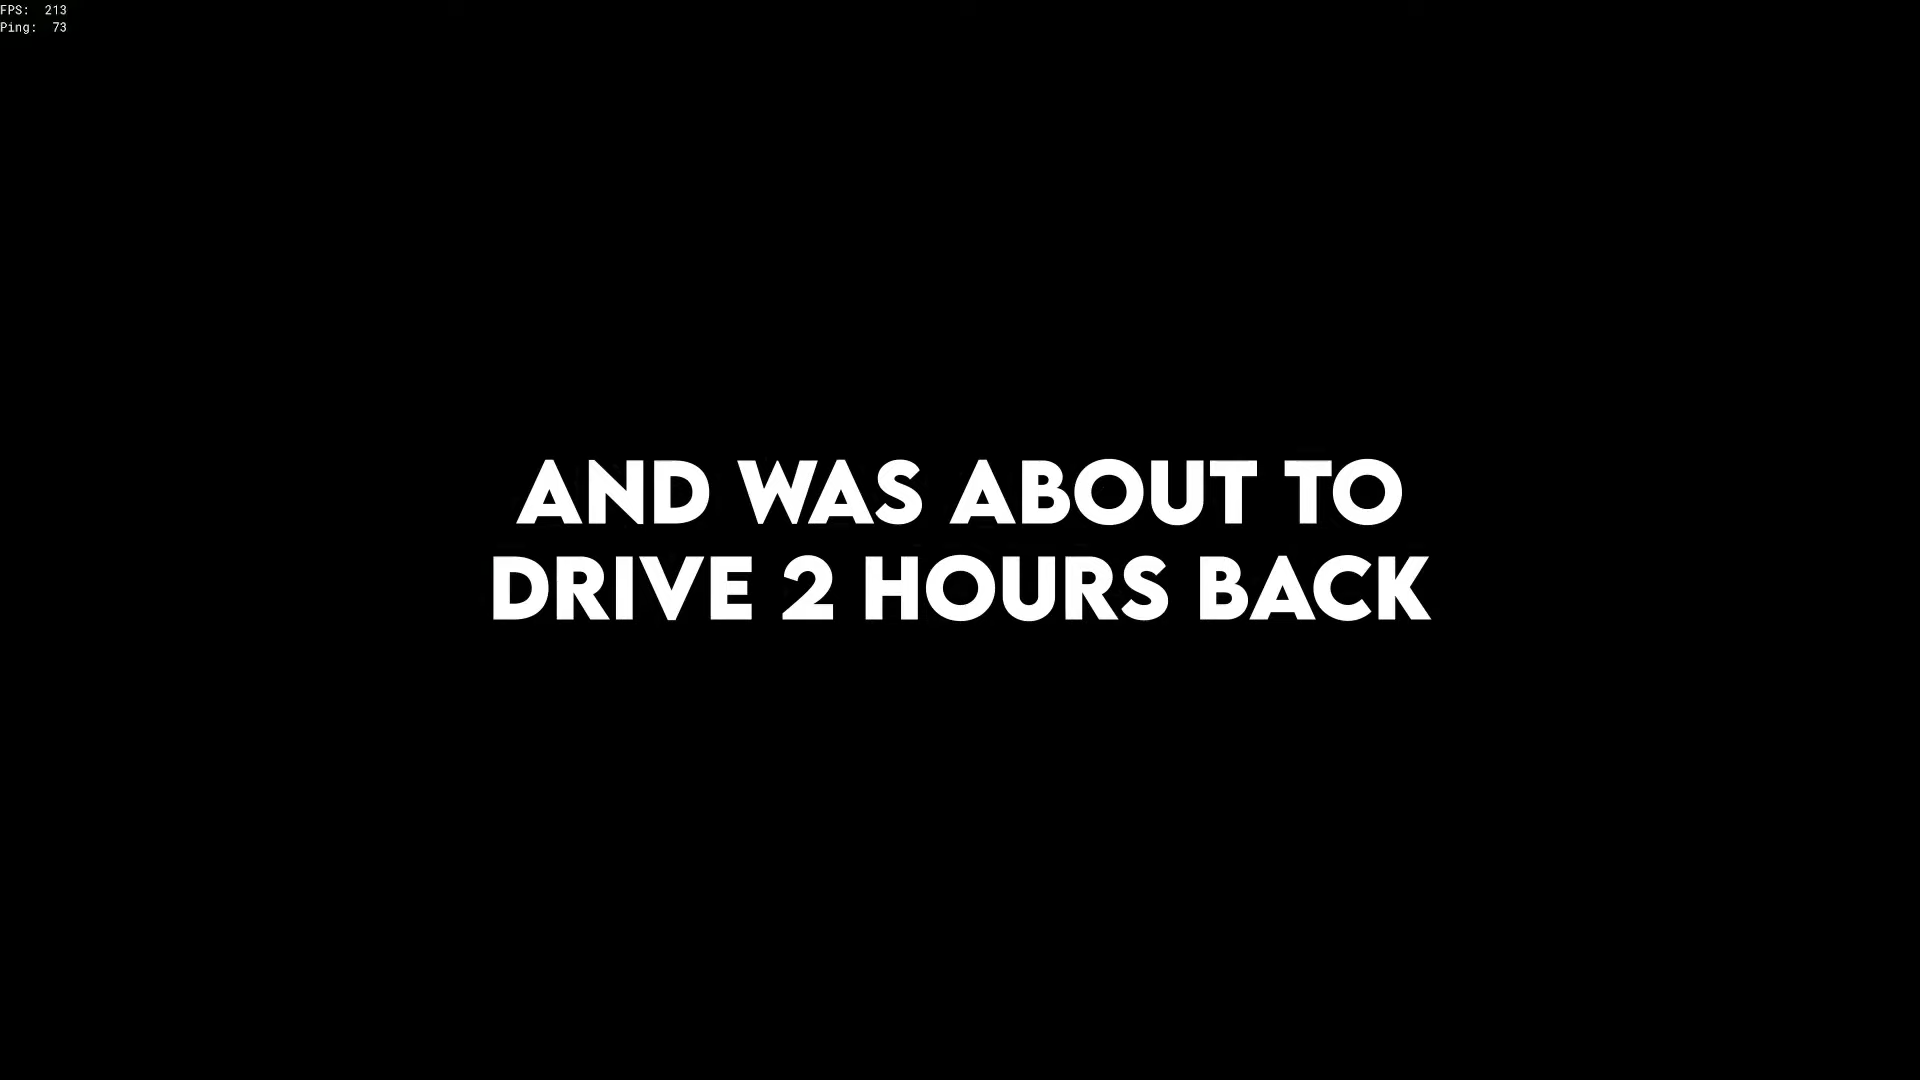 FPS: 213
Ping: 73
AND WAS ABOUT TO
DRIVE 2 HOURS BACK